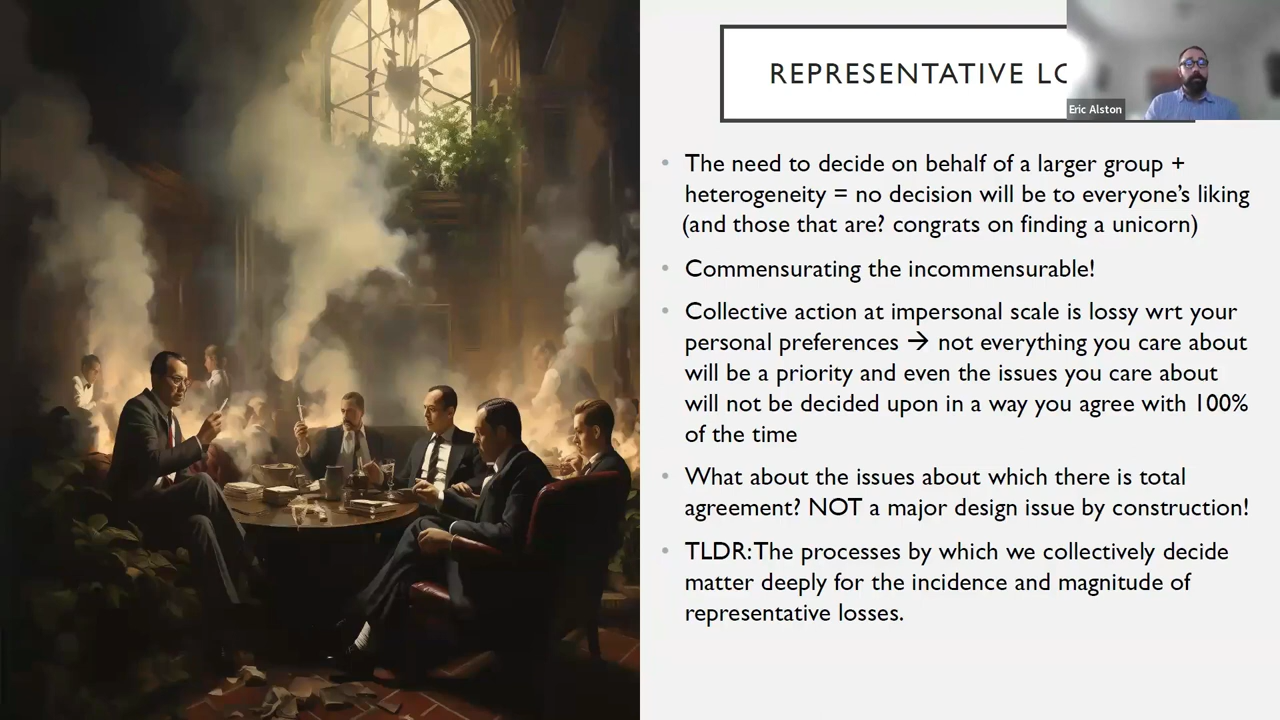 REPRESENTATIVE LO
Eric Alston
The need to decide on behalf of a larger group +
heterogeneity = no decision will be to everyone's liking
(and those that are? congrats on finding a unicorn)
Commensurating the incommensurable!
Collective action at impersonal scale is lossy wrt your
personal preferences → not everything you care about
will be a priority and even the issues you care about
will not be decided upon in a way you agree with 100%
of the time
What about the issues about which there is total
agreement? NOT a major design issue by construction!
TLDR: The processes by which we collectively decide
matter deeply for the incidence and magnitude of
representative losses.